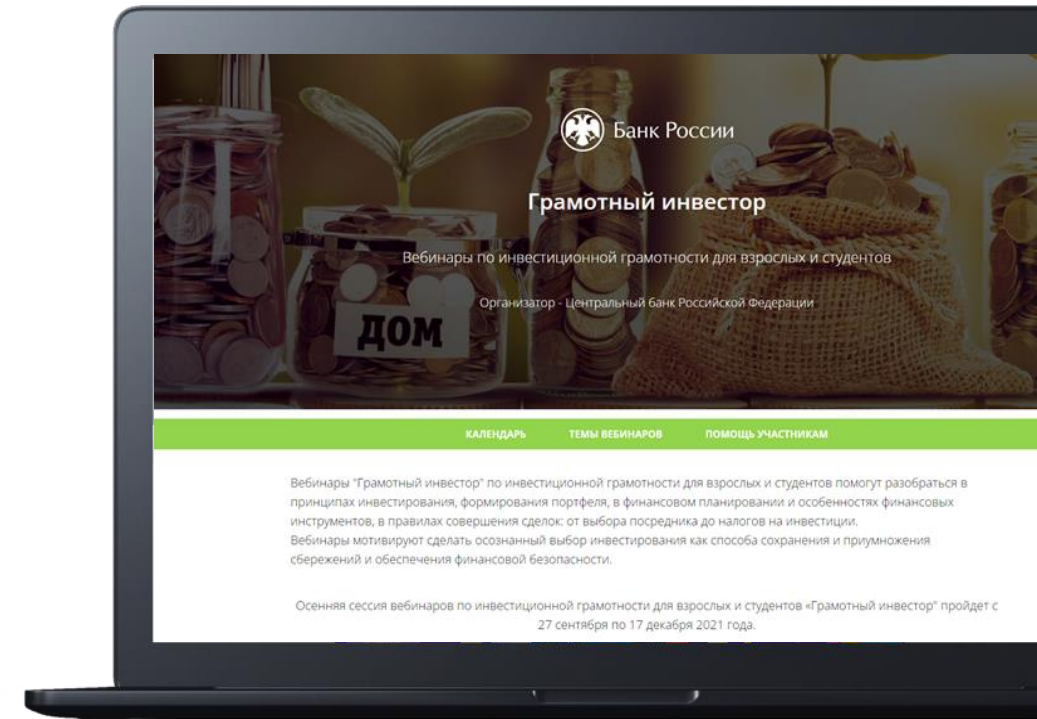 Банк России
Грамотный инвестор
Вебинары по инвестиционной грамотности для взрослых и студентов
Организатор - Центральный банк Российской Федерации
ДОМ
КАЛЕНДАРЬ ТЕМЫ ВЕБИНАРОВ ПОМОЩЬ УЧАСТНИКАМ
Вебинары "Грамотный инвестор" по инвестиционной грамотности для взрослых и студентов помогут разобраться в
принципах инвестирования, формирования портфеля, в финансовом планировании и особенностях финансовых
инструментов, в правилах совершения сделок: от выбора посредника до налогов на инвестиции.
Вебинары мотивируют сделать осознанный выбор инвестирования как способа сохранения и приумножения
сбережений и обеспечения финансовой безопасности.
Осенняя сессия вебинаров по инвестиционной грамотности для взрослых и студентов «Грамотный инвестор" пройдет с
27 сентября по 17 декабря 2021 года.